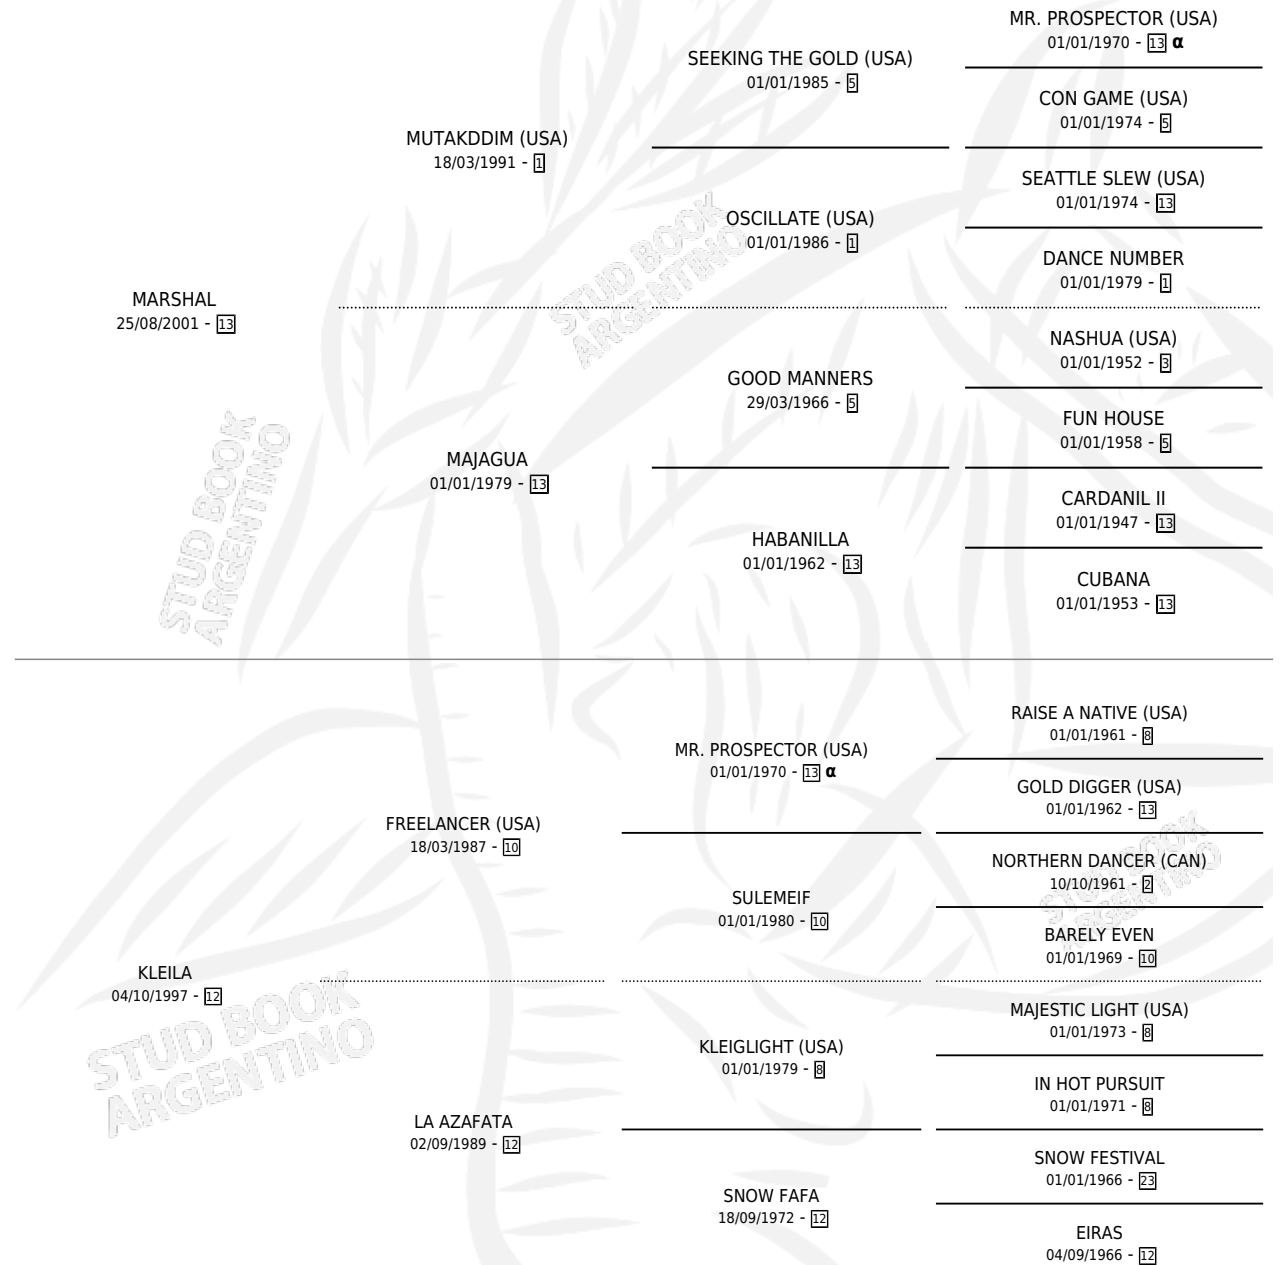 MR. PROSPECTOR (USA)
01/01/1970 - 13 α
SEEKING THE GOLD (USA)
01/01/1985 - 5
CON GAME (USA)
01/01/1974 - 5
MUTAKDDIM (USA)
18/03/1991 - 1
SEATTLE SLEW (USA)
01/01/1974 - 13
OSCILLATE (USA)
01/01/1986 - 1
DANCE NUMBER
01/01/1979 - 1
MARSHAL
25/08/2001 - 13
NASHUA (USA)
01/01/1952 - 3
GOOD MANNERS
29/03/1966 - 5
FUN HOUSE
01/01/1958 - 5
MAJAGUA
01/01/1979 - 13
CARDANIL II
01/01/1947 - 13
HABANILLA
01/01/1962 - 13
CUBANA
01/01/1953 - 13
RAISE A NATIVE (USA)
01/01/1961 - 8
MR. PROSPECTOR (USA)
01/01/1970 - 13 α
GOLD DIGGER (USA)
01/01/1962 - 13
FREELANCER (USA)
18/03/1987 - 10
NORTHERN DANCER (CAN)
10/10/1961 - 2
SULEMEIF
01/01/1980 - 10
BARELY EVEN
01/01/1969 - 10
KLEILA
04/10/1997 - 12
MAJESTIC LIGHT (USA)
01/01/1973 - 8
KLEIGLIGHT (USA)
01/01/1979 - 8
IN HOT PURSUIT
01/01/1971 - 8
LA AZAFATA
02/09/1989 - 12
SNOW FESTIVAL
01/01/1966 - 23
SNOW FAFA
18/09/1972 - 12
EIRAS
04/09/1966 - 12
STUD BOOK
ARGENTINO
STUD BOOK
ARGENTINO
STUD BOOK
ARGENTINO
STUD BOOK
ARGENTINO